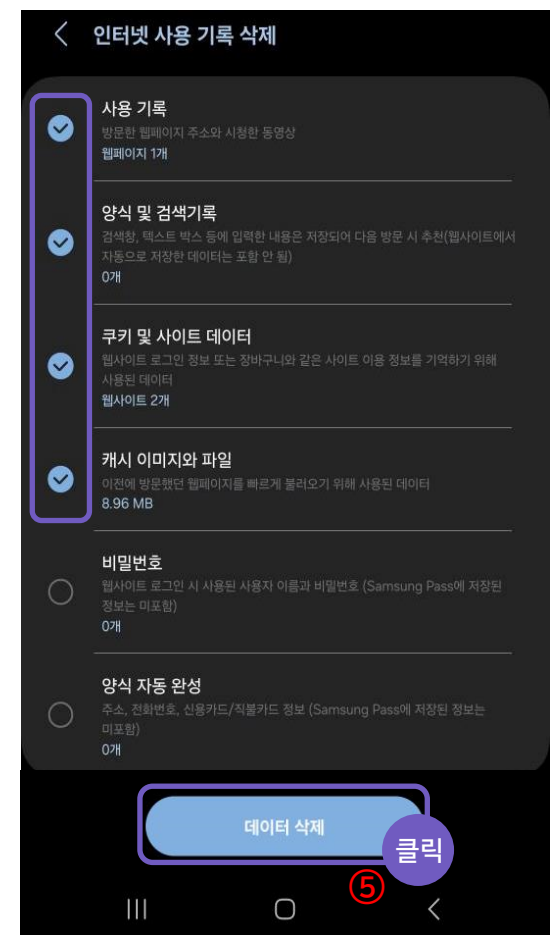 인터넷 사용 기록 삭제
사용 기록
방문한 웹페이지 주소와 시청한 동영상
웹페이지 1개
양식 및 검색기록
검색창, 텍스트 박스 등에 입력한 내용은 저장되어 다음 방문 시 추천(웹사이트에서
자동으로 저장한 데이터는 포함 안 됨)
0개
쿠키 및 사이트 데이터
웹사이트 로그인 정보 또는 장바구니와 같은 사이트 이용 정보를 기억하기 위해
사용된 데이터
웹사이트 2개
캐시 이미지와 파일
이전에 방문했던 웹페이지를 빠르게 불러오기 위해 사용된 데이터
8.96 MB
비밀번호
웹사이트 로그인 시 사용된 사용자 이름과 비밀번호 (Samsung Pass에 저장된
정보는 미포함)
0개
양식 자동 완성
주소, 전화번호, 신용카드/직불카드 정보 (Samsung Pass에 저장된 정보는
미포함)
0개
데이터 삭제
클릭
⑤